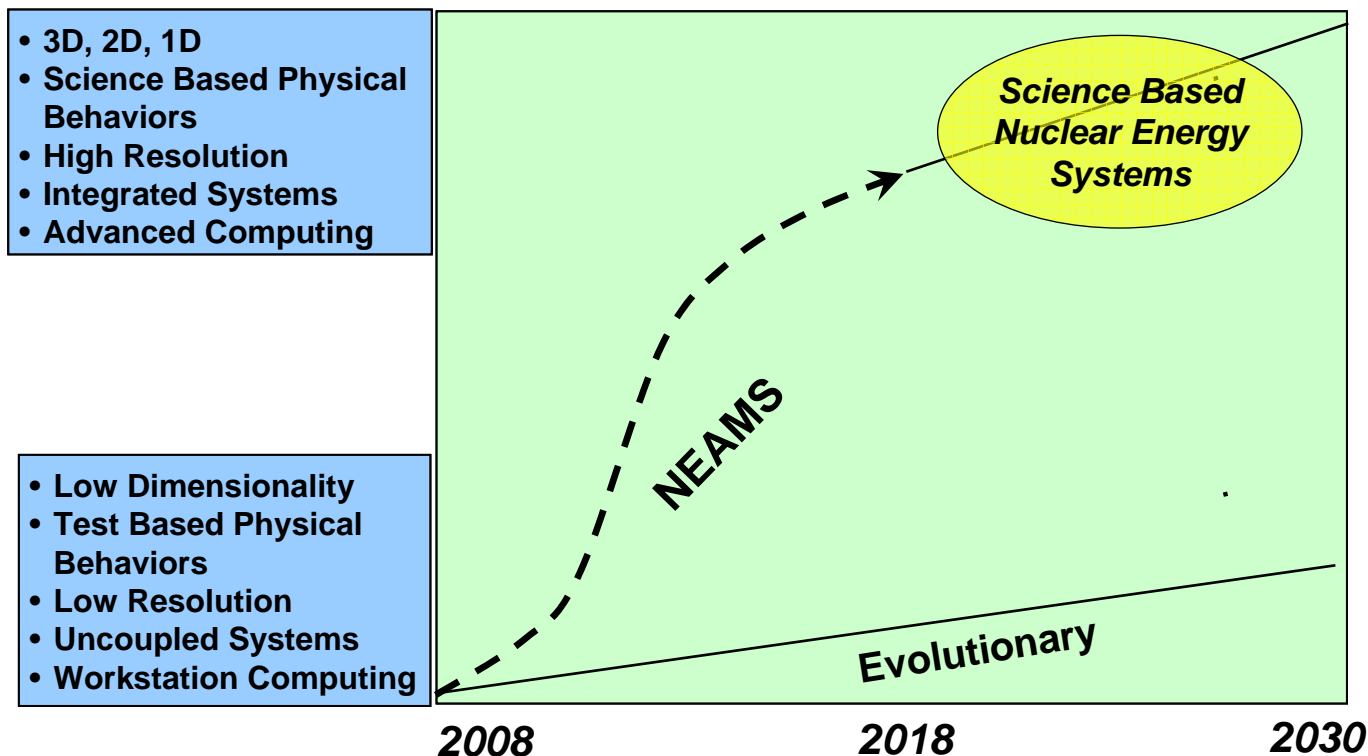 • 3D, 2D, 1D
• Science Based Physical
Behaviors
• High Resolution
• Integrated Systems
• Advanced Computing
Science Based
Nuclear Energy
Systems
NEAMS
• Low Dimensionality
• Test Based Physical
Behaviors
• Low Resolution
• Uncoupled Systems
• Workstation Computing
Evolutionary
2008
2018
2030